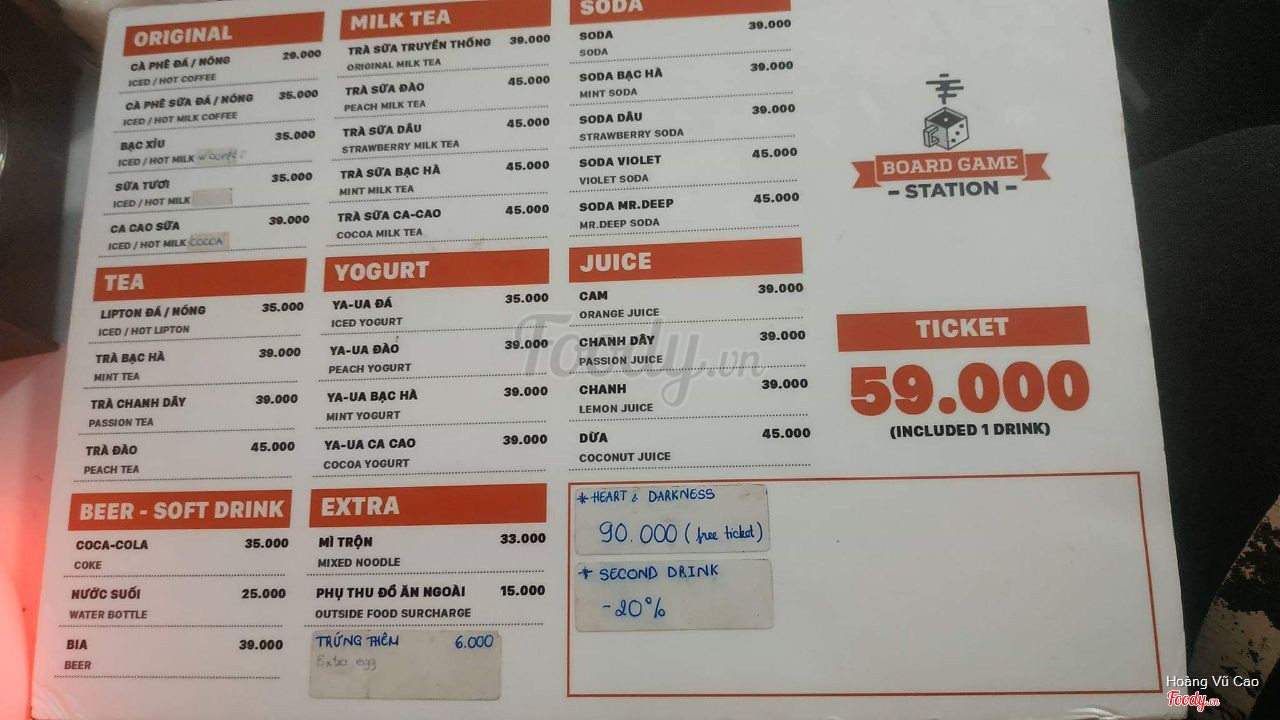 ORIGINAL
CÀ PHÊ ĐÁ / NÓNG 29.000
ICED / HOT COFFEE
CÀ PHÊ SỮA ĐÁ / NÓNG 35.000
ICED / HOT MILK COFFEE
BẠC XỈU 35.000
ICED / HOT MILK W COFFEE
SỮA TƯƠI 35.000
ICED / HOT MILK
CA CAO SỮA 39.000
ICED / HOT MILK COCOA
MILK TEA
TRÀ SỮA TRUYỀN THỐNG 39.000
ORIGINAL MILK TEA
TRÀ SỮA ĐÀO 45.000
PEACH MILK TEA
TRÀ SỮA DÂU 45.000
STRAWBERRY MILK TEA
TRÀ SỮA BẠC HÀ 45.000
MINT MILK TEA
TRÀ SỮA CA-CAO 45.000
COCOA MILK TEA
SODA
SODA 39.000
SODA
SODA BẠC HÀ 39.000
MINT SODA
SODA DÂU 39.000
STRAWBERRY SODA
SODA VIOLET 45.000
VIOLET SODA
SODA MR.DEEP 45.000
MR.DEEP SODA
BOARD GAME
- STATION -
TEA
LIPTON ĐÁ / NÓNG 35.000
ICED / HOT LIPTON
TRÀ BẠC HÀ 39.000
MINT TEA
TRÀ CHANH DÂY 39.000
PASSION TEA
TRÀ ĐÀO 45.000
PEACH TEA
YOGURT
YA-UA ĐÁ 35.000
ICED YOGURT
YA-UA ĐÀO 39.000
PEACH YOGURT
YA-UA BẠC HÀ 39.000
MINT YOGURT
YA-UA CA CAO 39.000
COCOA YOGURT
JUICE
CAM 39.000
ORANGE JUICE
CHANH DÂY 39.000
PASSION JUICE
CHANH 39.000
LEMON JUICE
DỪA 45.000
COCONUT JUICE
Foody.vn
TICKET
59.000
(INCLUDED 1 DRINK)
BEER - SOFT DRINK
COCA-COLA 35.000
COKE
NƯỚC SUỐI 25.000
WATER BOTTLE
BIA 39.000
BEER
EXTRA
MÌ TRỘN 33.000
MIXED NOODLE
PHỤ THU ĐỒ ĂN NGOÀI 15.000
OUTSIDE FOOD SURCHARGE
TRỨNG THÊM 6.000
Extra egg
* HEART & DARKNESS
90.000 (free ticket)
* SECOND DRINK
-20%
Hoàng Vũ Cao
Foody.vn